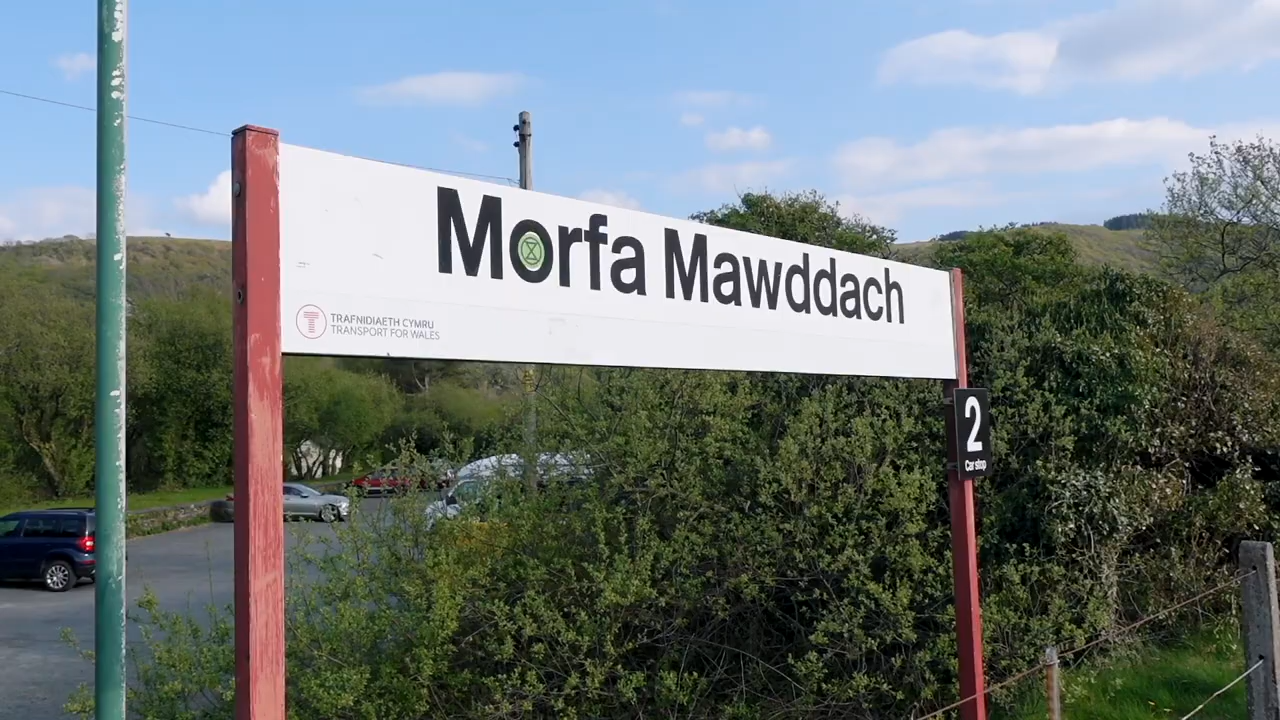 Morfa Mawddach
TRAFNIDIAETH CYMRU
TRANSPORT FOR WALES
2
Car stop